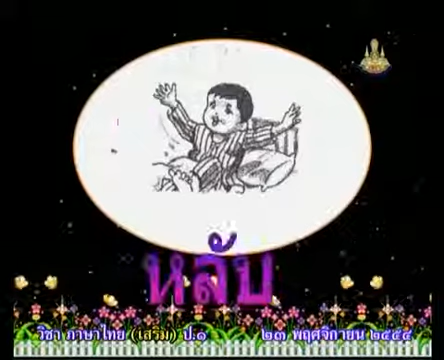 หลับ
วิชา ภาษาไทย (เสริม) ป.๑ ๒๓ พฤศจิกายน ๒๕๕๔